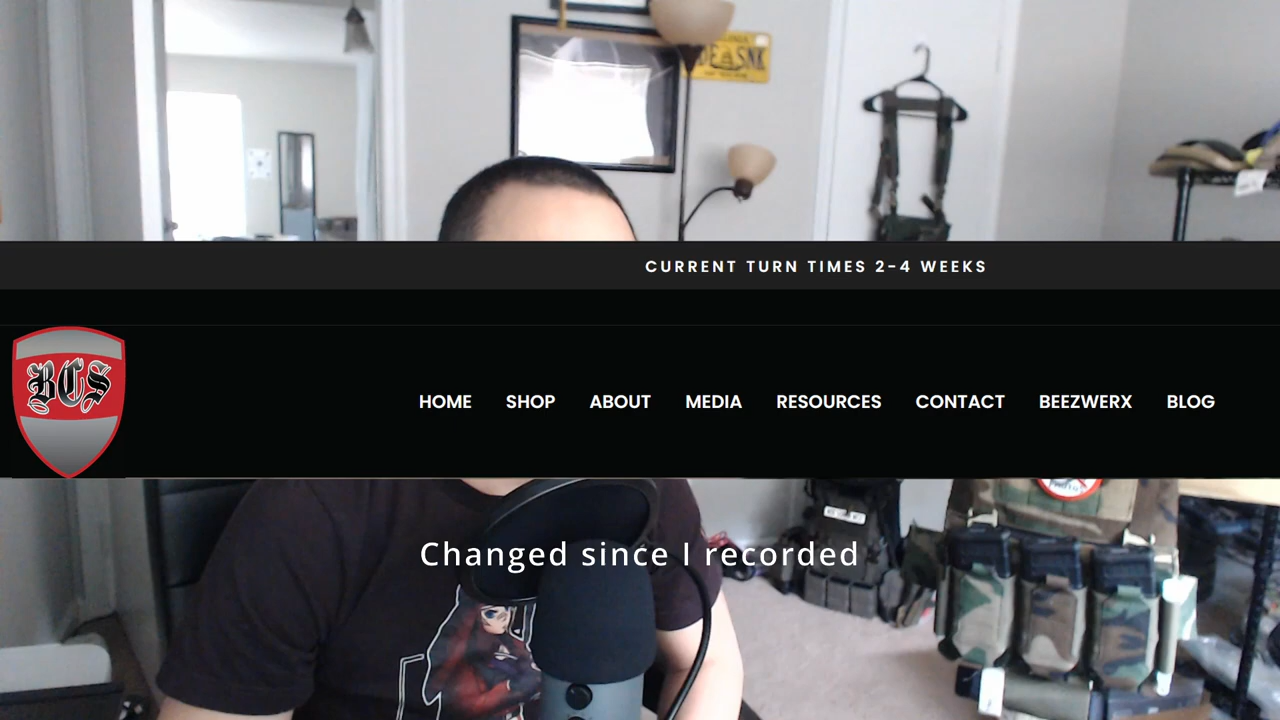 CURRENT TURN TIMES 2-4 WEEKS
BCS
HOME SHOP ABOUT MEDIA RESOURCES CONTACT BEEZWERX BLOG
Changed since I recorded